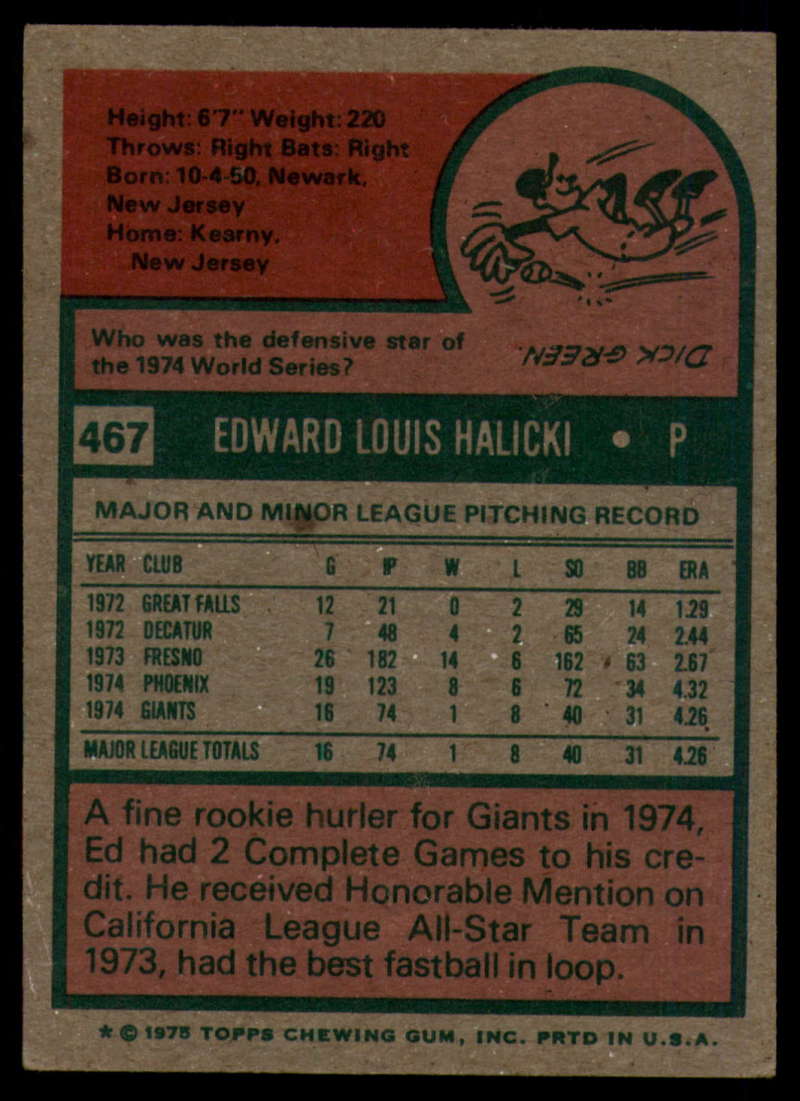 Height: 6'7" Weight: 220
Throws: Right Bats: Right
Born: 10-4-50, Newark,
New Jersey
Home: Kearny,
New Jersey
Who was the defensive star of
the 1974 World Series?
DICK GREEN.
467 EDWARD LOUIS HALICKI • P
MAJOR AND MINOR LEAGUE PITCHING RECORD
YEAR CLUB G IP W L SO BB ERA
1972 GREAT FALLS 12 21 0 2 29 14 1.29
1972 DECATUR 7 48 4 2 65 24 2.44
1973 FRESNO 26 182 14 6 162 63 2.67
1974 PHOENIX 19 123 8 6 72 34 4.32
1974 GIANTS 16 74 1 8 40 31 4.26
MAJOR LEAGUE TOTALS 16 74 1 8 40 31 4.26
A fine rookie hurler for Giants in 1974,
Ed had 2 Complete Games to his cre-
dit. He received Honorable Mention on
California League All-Star Team in
1973, had the best fastball in loop.
* © 1975 TOPPS CHEWING GUM, INC. PRTD IN U.S.A.